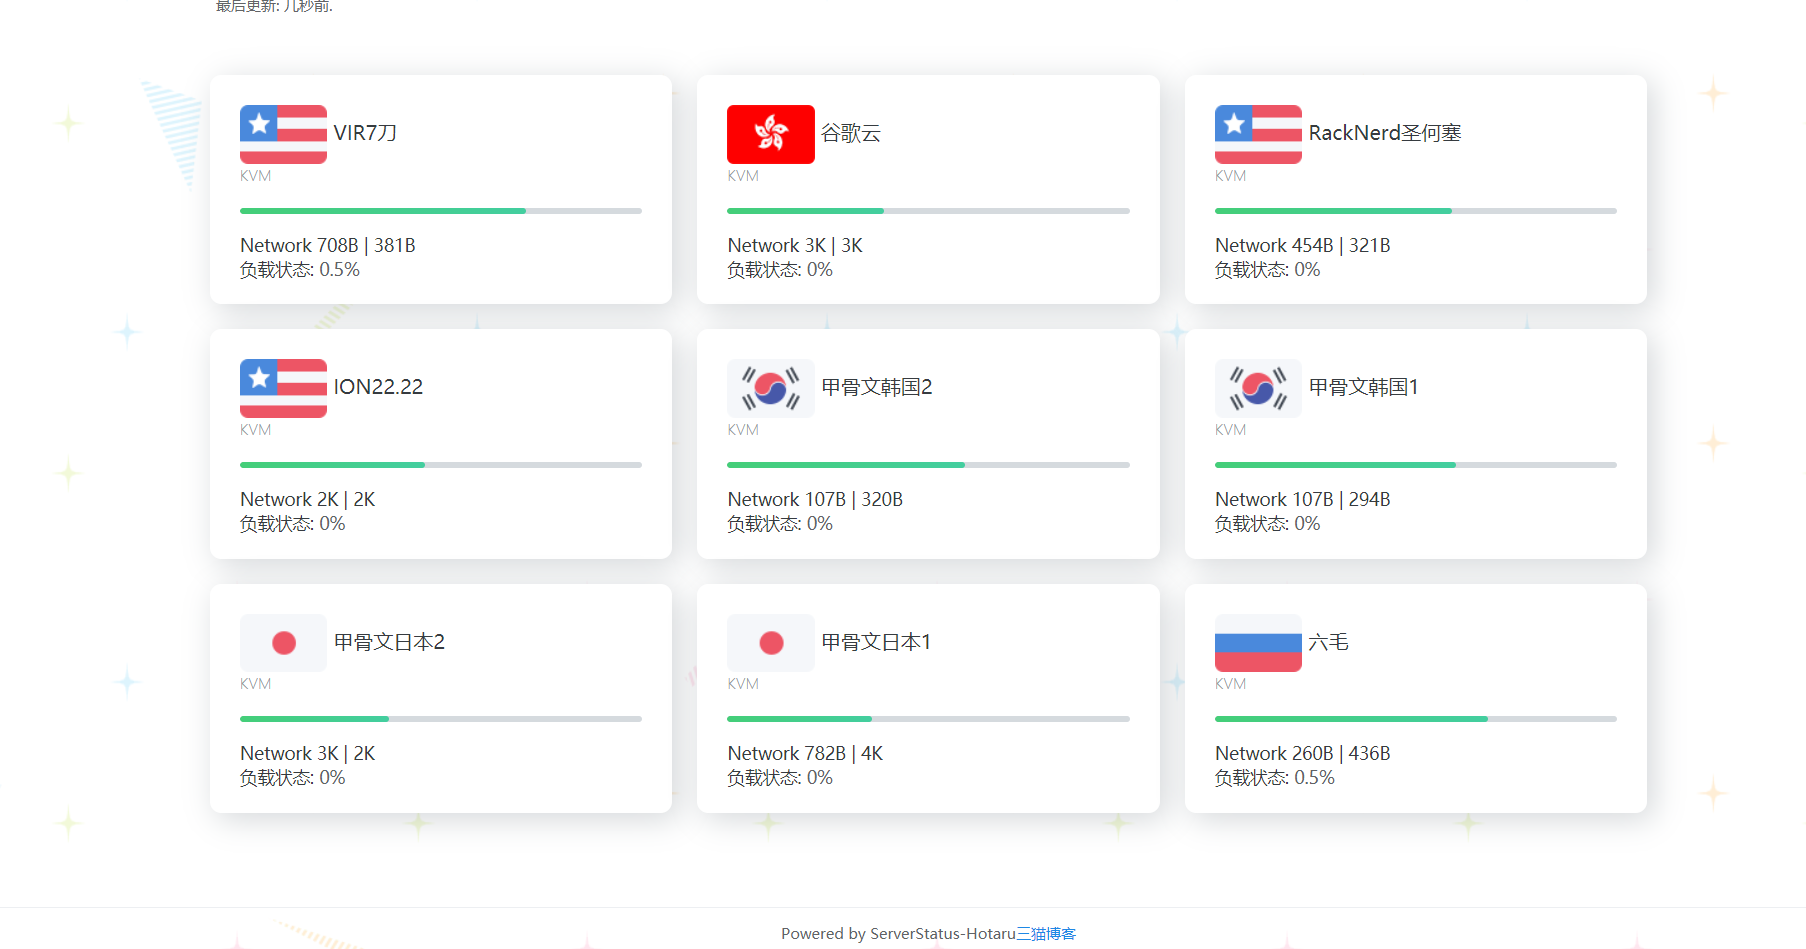 最后更新: 几秒前.
VIR7刀
KVM
Network 708B | 381B
负载状态: 0.5%
谷歌云
KVM
Network 3K | 3K
负载状态: 0%
RackNerd圣何塞
KVM
Network 454B | 321B
负载状态: 0%
ION22.22
KVM
Network 2K | 2K
负载状态: 0%
甲骨文韩国2
KVM
Network 107B | 320B
负载状态: 0%
甲骨文韩国1
KVM
Network 107B | 294B
负载状态: 0%
甲骨文日本2
KVM
Network 3K | 2K
负载状态: 0%
甲骨文日本1
KVM
Network 782B | 4K
负载状态: 0%
六毛
KVM
Network 260B | 436B
负载状态: 0.5%
Powered by ServerStatus-Hotaru三猫博客